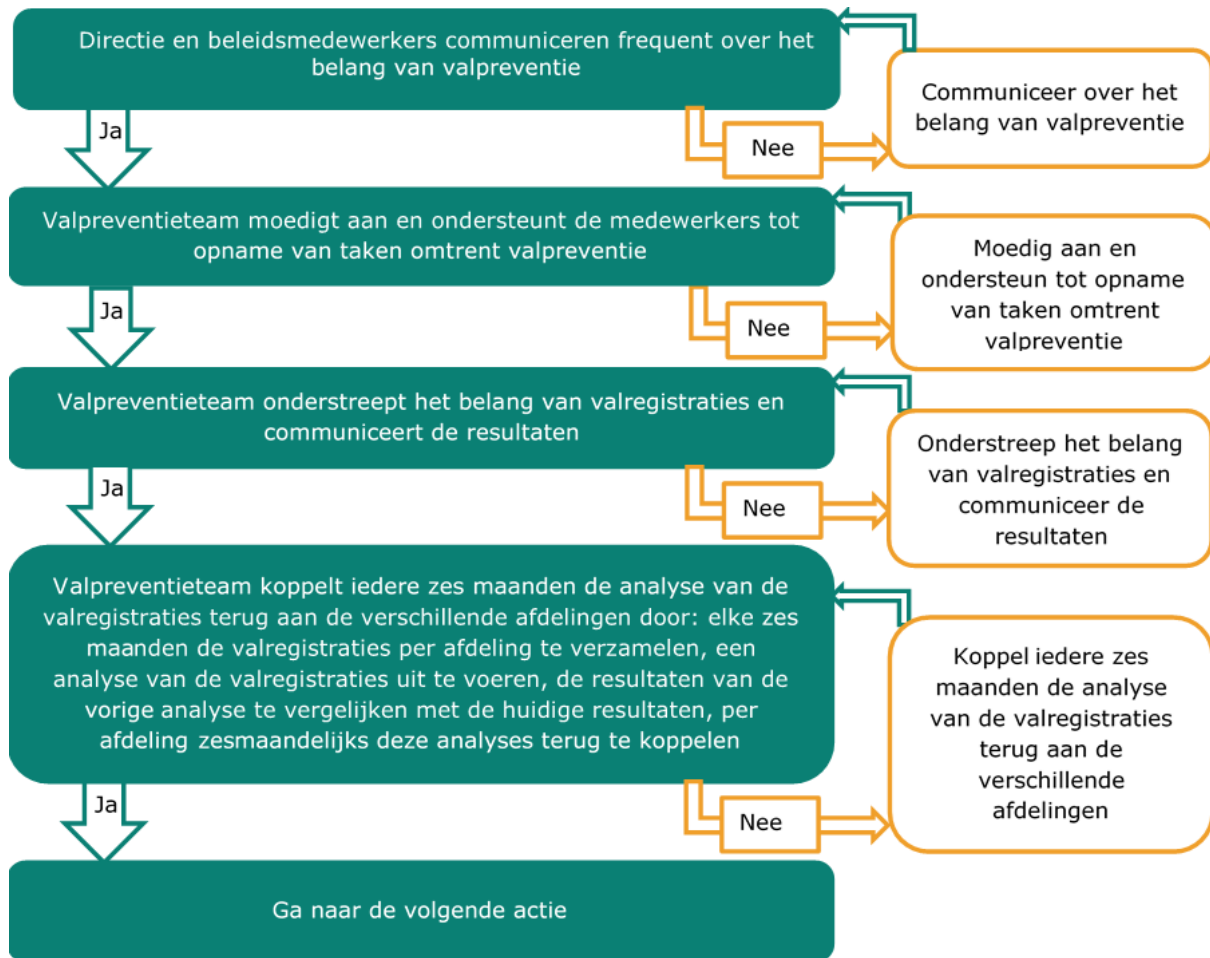 Directie en beleidsmedewerkers communiceren frequent over het
belang van valpreventie
Communiceer over het
belang van valpreventie
Ja
Nee
Valpreventieteam moedigt aan en ondersteunt de medewerkers tot
opname van taken omtrent valpreventie
Moedig aan en
ondersteun tot opname
van taken omtrent
valpreventie
Ja
Nee
Valpreventieteam onderstreept het belang van valregistraties en
communiceert de resultaten
Onderstreep het belang
van valregistraties en
communiceer de
resultaten
Ja
Nee
Valpreventieteam koppelt iedere zes maanden de analyse van de
valregistraties terug aan de verschillende afdelingen door: elke zes
maanden de valregistraties per afdeling te verzamelen, een
analyse van de valregistraties uit te voeren, de resultaten van de
vorige analyse te vergelijken met de huidige resultaten, per
afdeling zesmaandelijks deze analyses terug te koppelen
Koppel iedere zes
maanden de analyse
van de valregistraties
terug aan de
verschillende
afdelingen
Ja
Nee
Ga naar de volgende actie